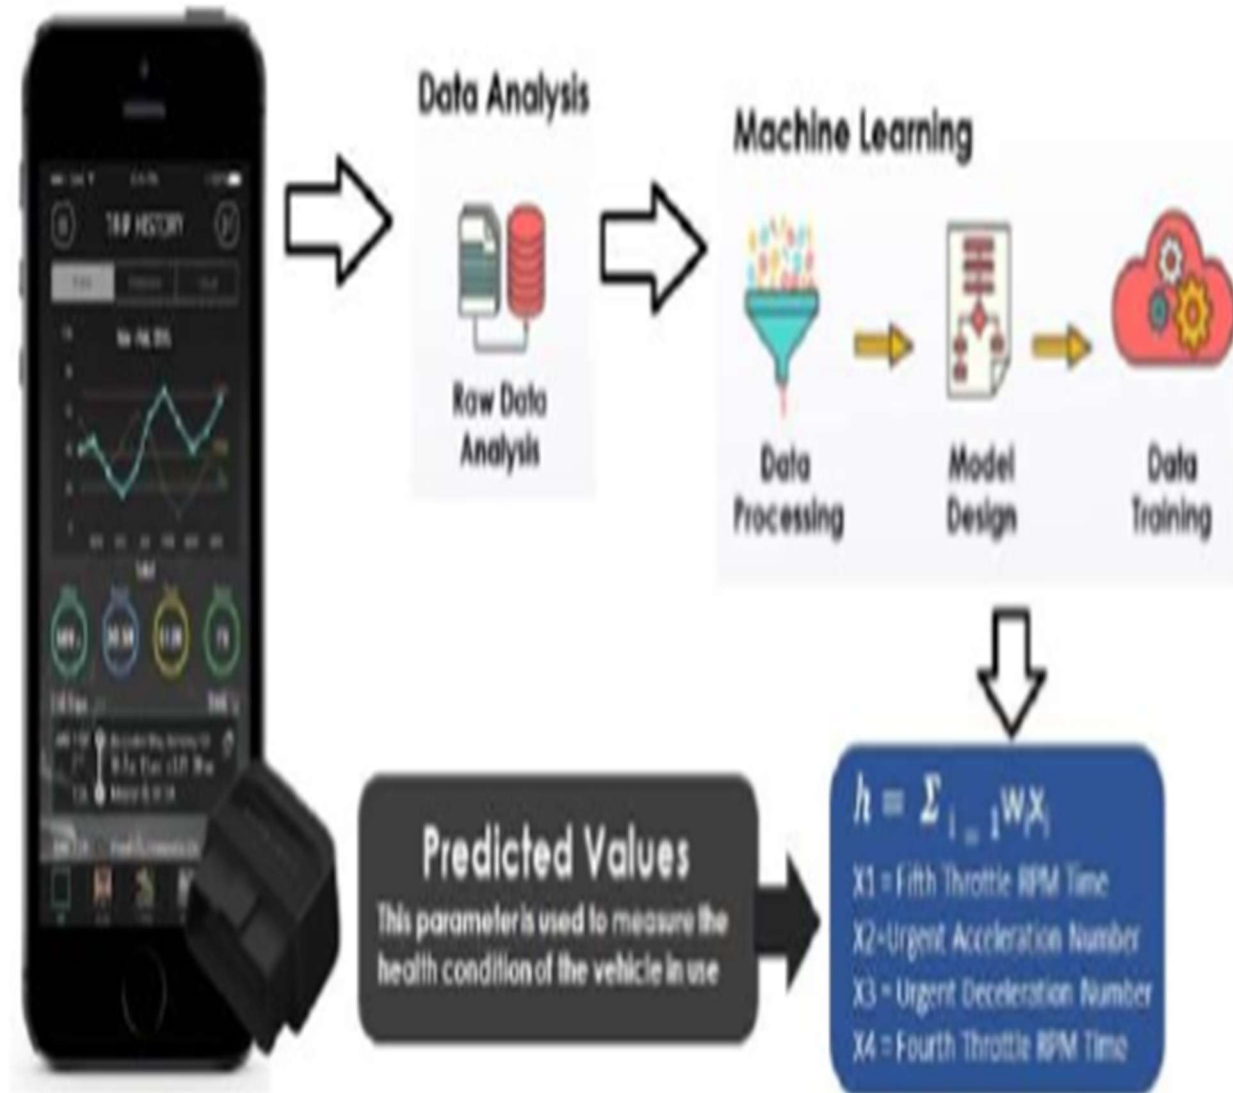 TRIP HISTORY
Data Analysis
Raw Data
Analysis
Machine Learning
Data
Processing
Model
Design
Data
Training
Predicted Values
This parameter is used to measure the
health condition of the vehicle in use
h = Σ i = 1 WiXi
X1 = Fifth Throttle RPM Time
X2=Urgent Acceleration Number
X3 = Urgent Deceleration Number
X4 = Fourth Throttle RPM Time